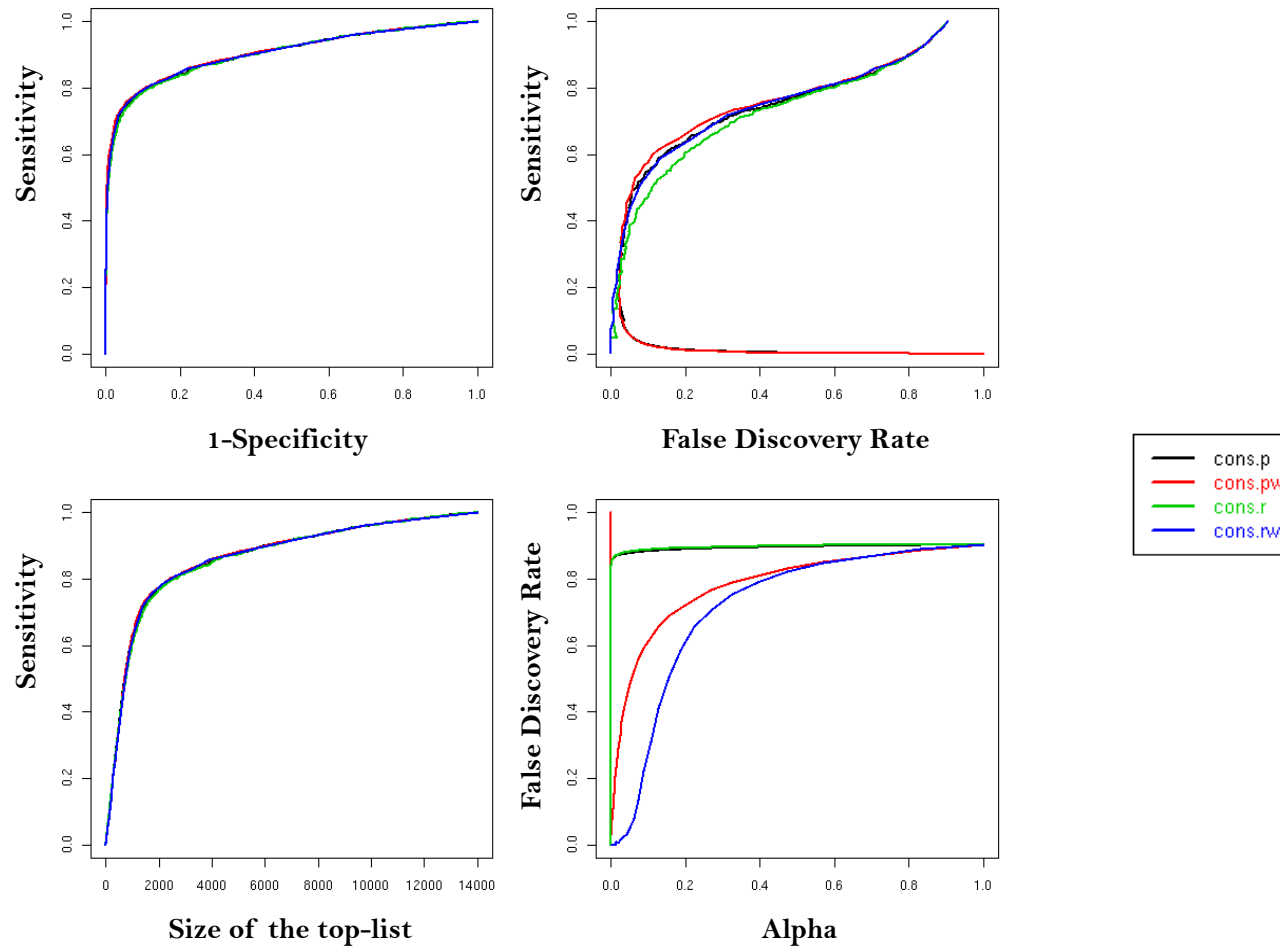 Sensitivity
1.0
0.8
0.6
0.4
0.2
0.0
0.0 0.2 0.4 0.6 0.8 1.0
1-Specificity
Sensitivity
1.0
0.8
0.6
0.4
0.2
0.0
0.0 0.2 0.4 0.6 0.8 1.0
False Discovery Rate
cons.p
cons.pw
cons.r
cons.rw
Sensitivity
1.0
0.8
0.6
0.4
0.2
0.0
0 2000 4000 6000 8000 10000 12000 14000
Size of the top-list
False Discovery Rate
1.0
0.8
0.6
0.4
0.2
0.0
0.0 0.2 0.4 0.6 0.8 1.0
Alpha